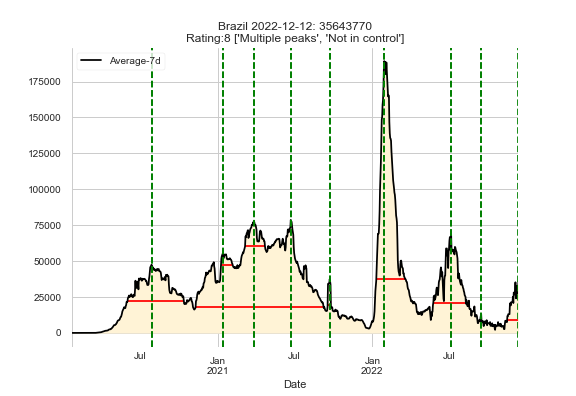 Brazil 2022-12-12: 35643770
Rating:8 ['Multiple peaks', 'Not in control']
Average-7d
175000
150000
125000
100000
75000
50000
25000
0
Jul
Jan
2021
Jul
Jan
2022
Jul
Date